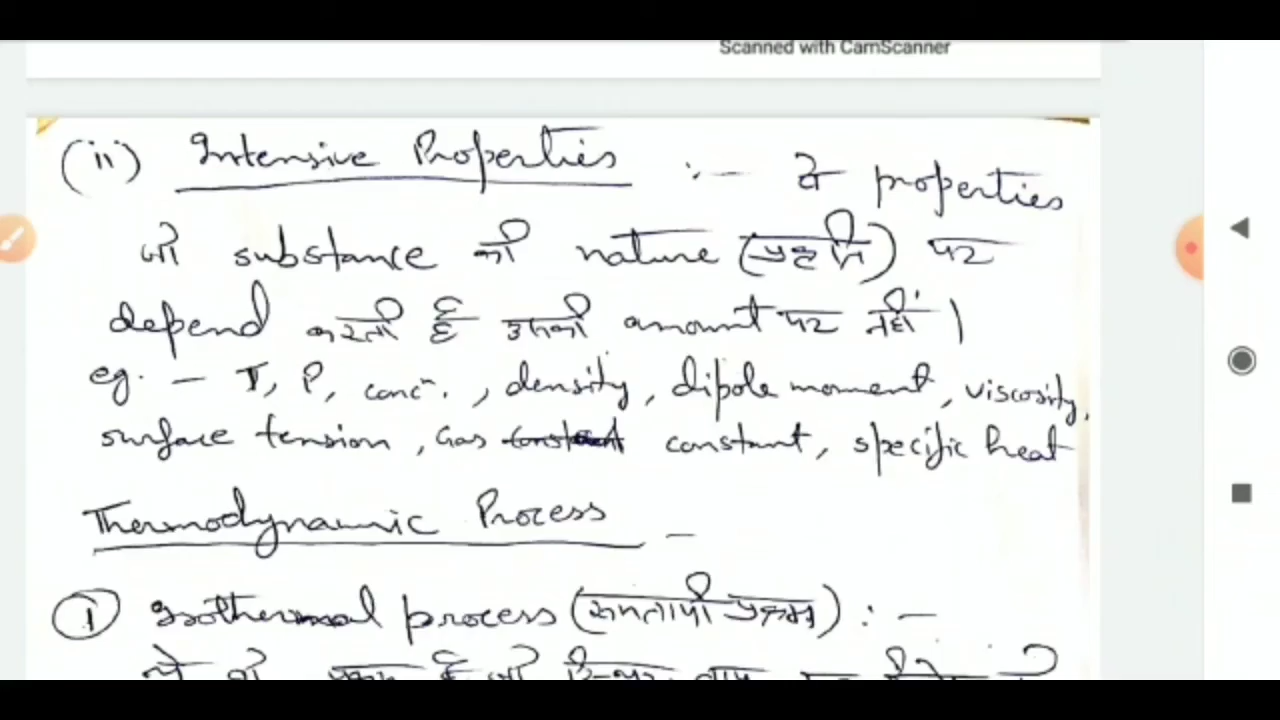 Scanned with CamScanner
(ii) Intensive Properties :- वे properties
जो substance की nature (प्रकृति) पर
depend करती हैं उसकी amount पर नहीं ।
eg. - T, P, concⁿ., density, dipole moment, viscosity,
surface tension, Gas constant constant, specific heat
Thermodynamic Process -
① Isothermal process (समतापी प्रक्रम) : -